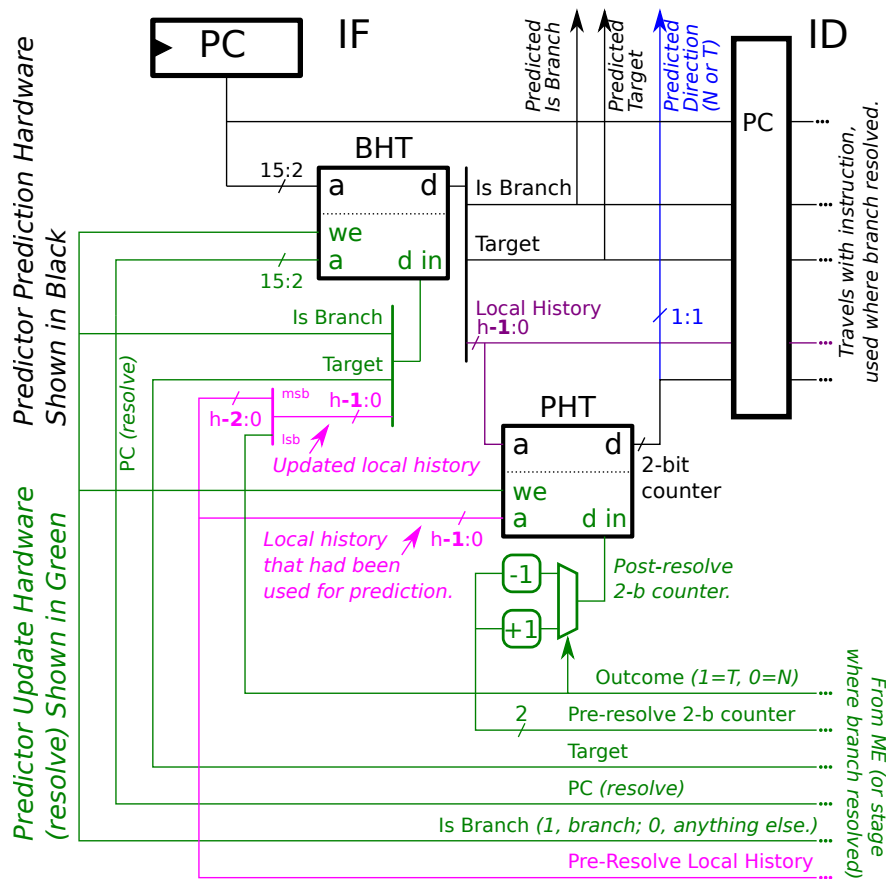 PC
IF
ID
Predictor Prediction Hardware
Shown in Black
Predictor Update Hardware
(resolve) Shown in Green
Predicted
Is Branch
Predicted
Target
Predicted
Direction
(N or T)
PC
Travels with instruction,
used where branch resolved.
BHT
15:2
a d
we
a d in
15:2
Is Branch
Target
Local History
h-1:0
1:1
Is Branch
Target
PC (resolve)
msb
h-2:0
h-1:0
lsb
Updated local history
PHT
a d
we
a d in
2-bit
counter
Local history
that had been
used for prediction.
h-1:0
-1
+1
Post-resolve
2-b counter.
Outcome (1=T, 0=N)
2
Pre-resolve 2-b counter
Target
PC (resolve)
Is Branch (1, branch; 0, anything else.)
Pre-Resolve Local History
From ME (or stage
where branch resolved)